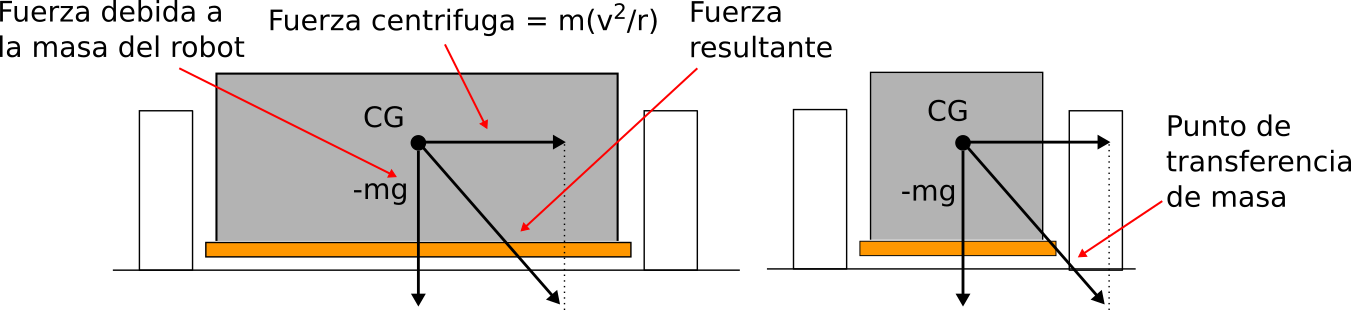 Fuerza debida a
la masa del robot
Fuerza centrifuga = m(v²/r)
Fuerza
resultante
CG
-mg
CG
-mg
Punto de
transferencia
de masa